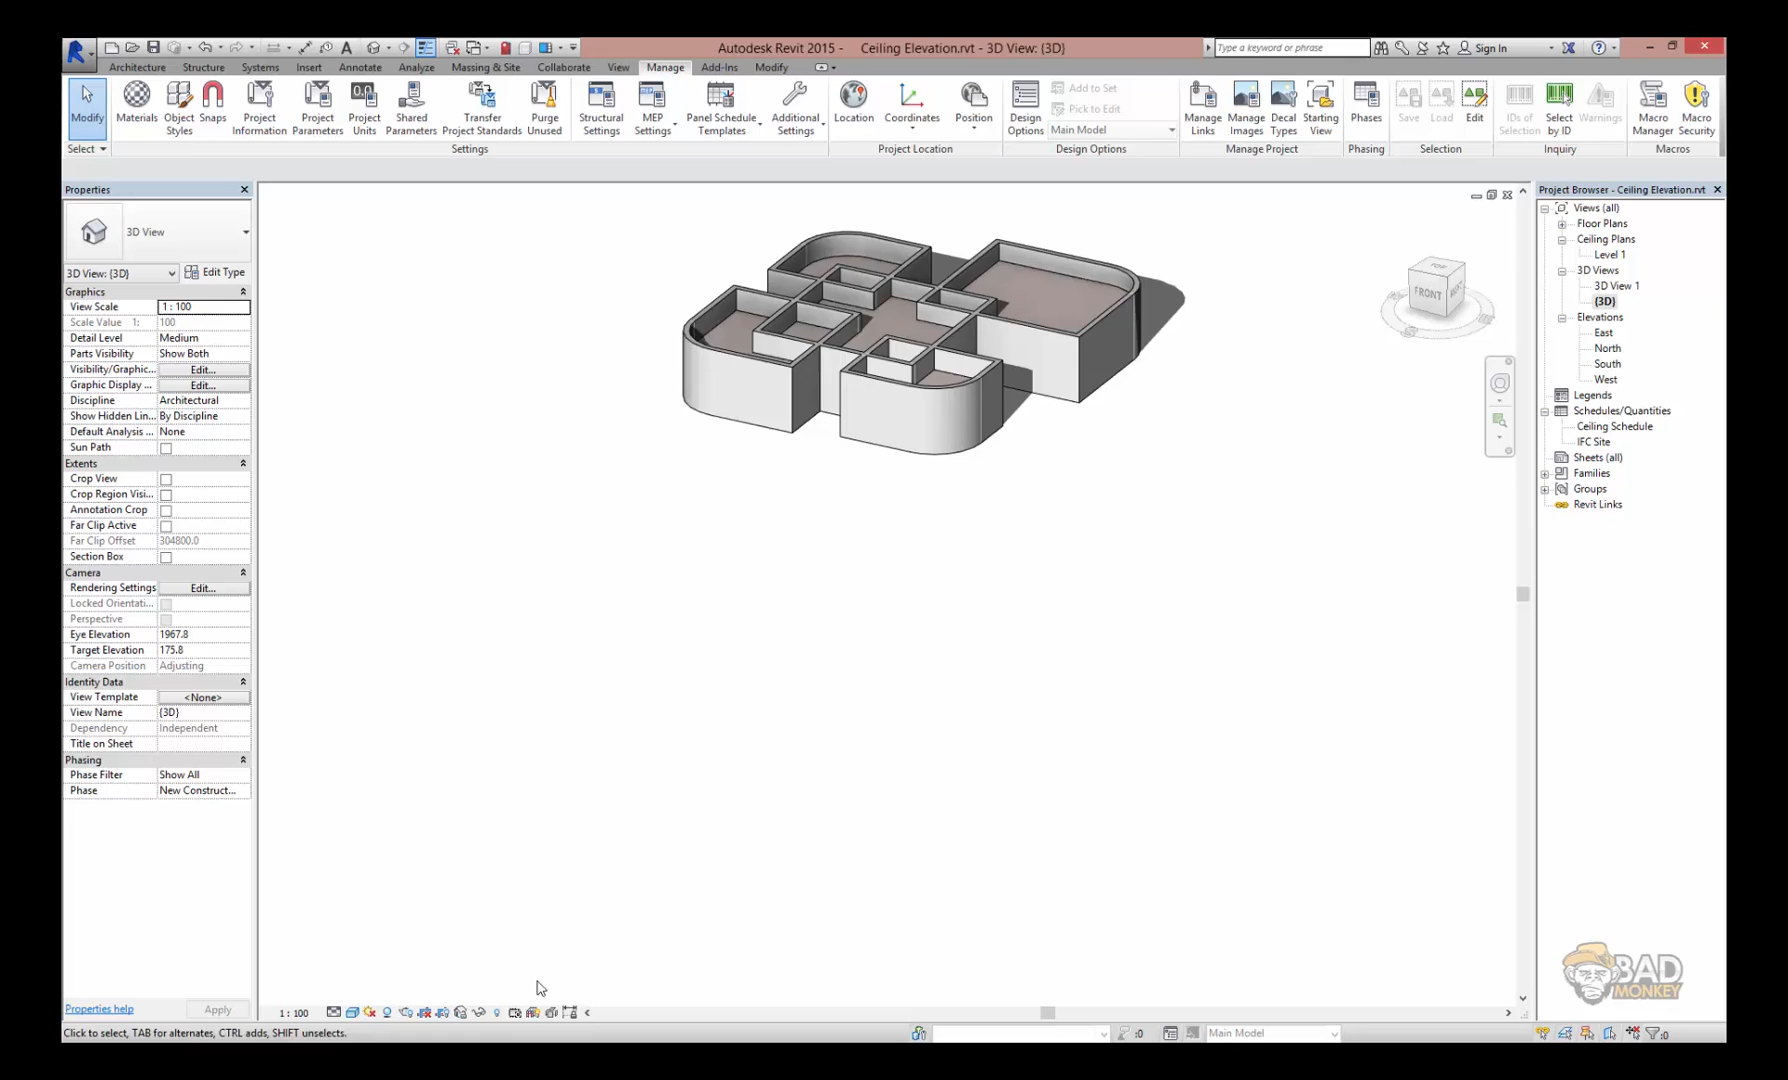 Autodesk Revit 2015 - Ceiling Elevation.rvt - 3D View: {3D}
Type a keyword or phrase
Sign In
Architecture Structure Systems Insert Annotate Analyze Massing & Site Collaborate View Manage Add-Ins Modify
Modify
Materials
Object Styles
Snaps
Project Information
Project Parameters
Project Units
Shared Parameters
Transfer Project Standards
Purge Unused
Structural Settings
MEP Settings
Panel Schedule Templates
Additional Settings
Location
Coordinates
Position
Design Options
Add to Set
Pick to Edit
Main Model
Manage Links
Manage Images
Decal Types
Starting View
Phases
Save
Load
Edit
IDs of Selection
Select by ID
Warnings
Macro Manager
Macro Security
Select
Settings
Project Location
Design Options
Manage Project
Phasing
Selection
Inquiry
Macros
Properties
3D View
3D View: {3D}
Edit Type
Graphics
View Scale 1 : 100
Scale Value 1: 100
Detail Level Medium
Parts Visibility Show Both
Visibility/Graphic... Edit...
Graphic Display ... Edit...
Discipline Architectural
Show Hidden Lin... By Discipline
Default Analysis ... None
Sun Path
Extents
Crop View
Crop Region Visi...
Annotation Crop
Far Clip Active
Far Clip Offset 304800.0
Section Box
Camera
Rendering Settings Edit...
Locked Orientati...
Perspective
Eye Elevation 1967.8
Target Elevation 175.8
Camera Position Adjusting
Identity Data
View Template <None>
View Name {3D}
Dependency Independent
Title on Sheet
Phasing
Phase Filter Show All
Phase New Construct...
Properties help
Apply
TOP
FRONT
Project Browser - Ceiling Elevation.rvt
Views (all)
Floor Plans
Ceiling Plans
Level 1
3D Views
3D View 1
{3D}
Elevations
East
North
South
West
Legends
Schedules/Quantities
Ceiling Schedule
IFC Site
Sheets (all)
Families
Groups
Revit Links
BAD
MONKEY
1 : 100
Click to select, TAB for alternates, CTRL adds, SHIFT unselects.
:0
Main Model
:0